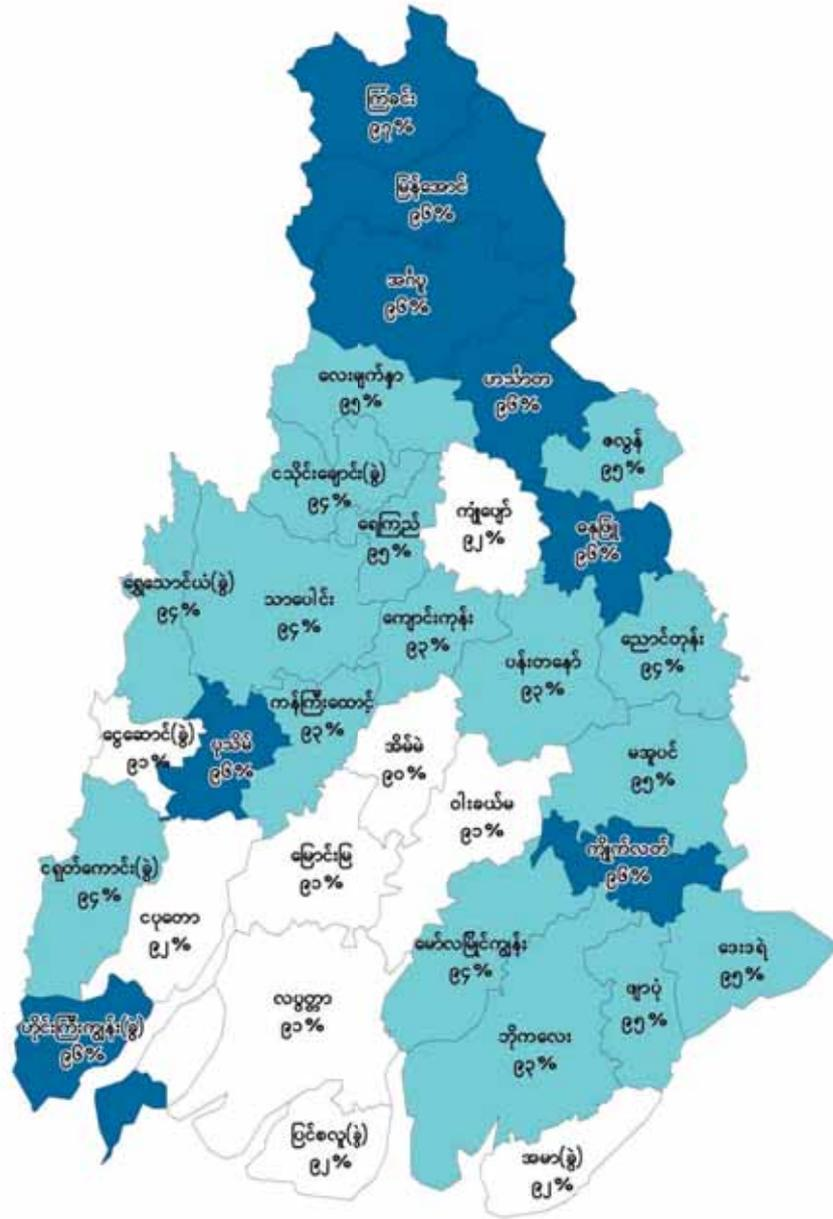 ကြံခင်း
၉၇%
မြန်အောင်
၉၆%
အင်္ဂပူ
၉၆%
လေးမျက်နှာ
၉၅%
ဟင်္သာတ
၉၆%
ဇလွန်
၉၅%
ငသိုင်းချောင်း(ခွဲ)
၉၄%
ရေကြည်
၉၅%
ကျုံပျော်
၉၂%
ဓနုဖြူ
၉၆%
ရွှေသောင်ယံ(ခွဲ)
၉၄%
သာပေါင်း
၉၄%
ကျောင်းကုန်း
၉၃%
ပန်းတနော်
၉၃%
ညောင်တုန်း
၉၄%
ငွေဆောင်(ခွဲ)
၉၁%
ပုသိမ်
၉၆%
ကန်ကြီးထောင့်
၉၃%
အိမ်မဲ
၉၀%
မအူပင်
၉၅%
ဝါးခယ်မ
၉၁%
ကျိုက်လတ်
၉၆%
မြောင်းမြ
၉၁%
ငရုတ်ကောင်း(ခွဲ)
၉၄%
ငပုတော
၉၂%
မော်လမြိုင်ကျွန်း
၉၄%
ဒေးဒရဲ
၉၅%
ဖျာပုံ
၉၅%
လပွတ္တာ
၉၁%
ဘိုကလေး
၉၃%
ဟိုင်းကြီးကျွန်း(ခွဲ)
၉၆%
ပြင်စလူ(ခွဲ)
၉၂%
အမာ(ခွဲ)
၉၂%